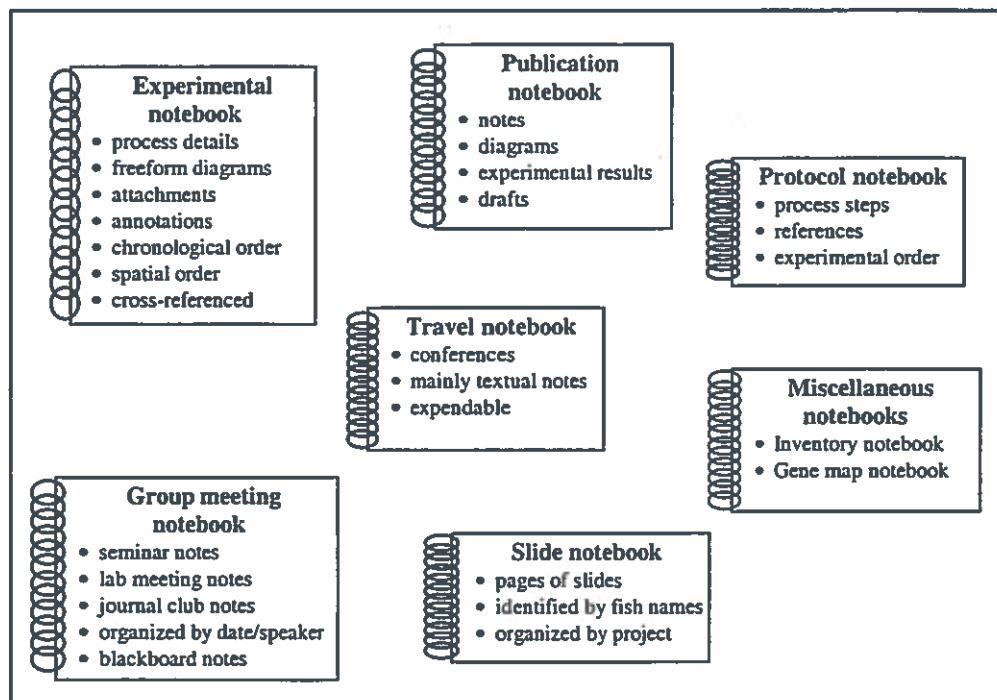 Experimental
notebook
• process details
• freeform diagrams
• attachments
• annotations
• chronological order
• spatial order
• cross-referenced
Publication
notebook
• notes
• diagrams
• experimental results
• drafts
Protocol notebook
• process steps
• references
• experimental order
Travel notebook
• conferences
• mainly textual notes
• expendable
Miscellaneous
notebooks
• Inventory notebook
• Gene map notebook
Group meeting
notebook
• seminar notes
• lab meeting notes
• journal club notes
• organized by date/speaker
• blackboard notes
Slide notebook
• pages of slides
• identified by fish names
• organized by project